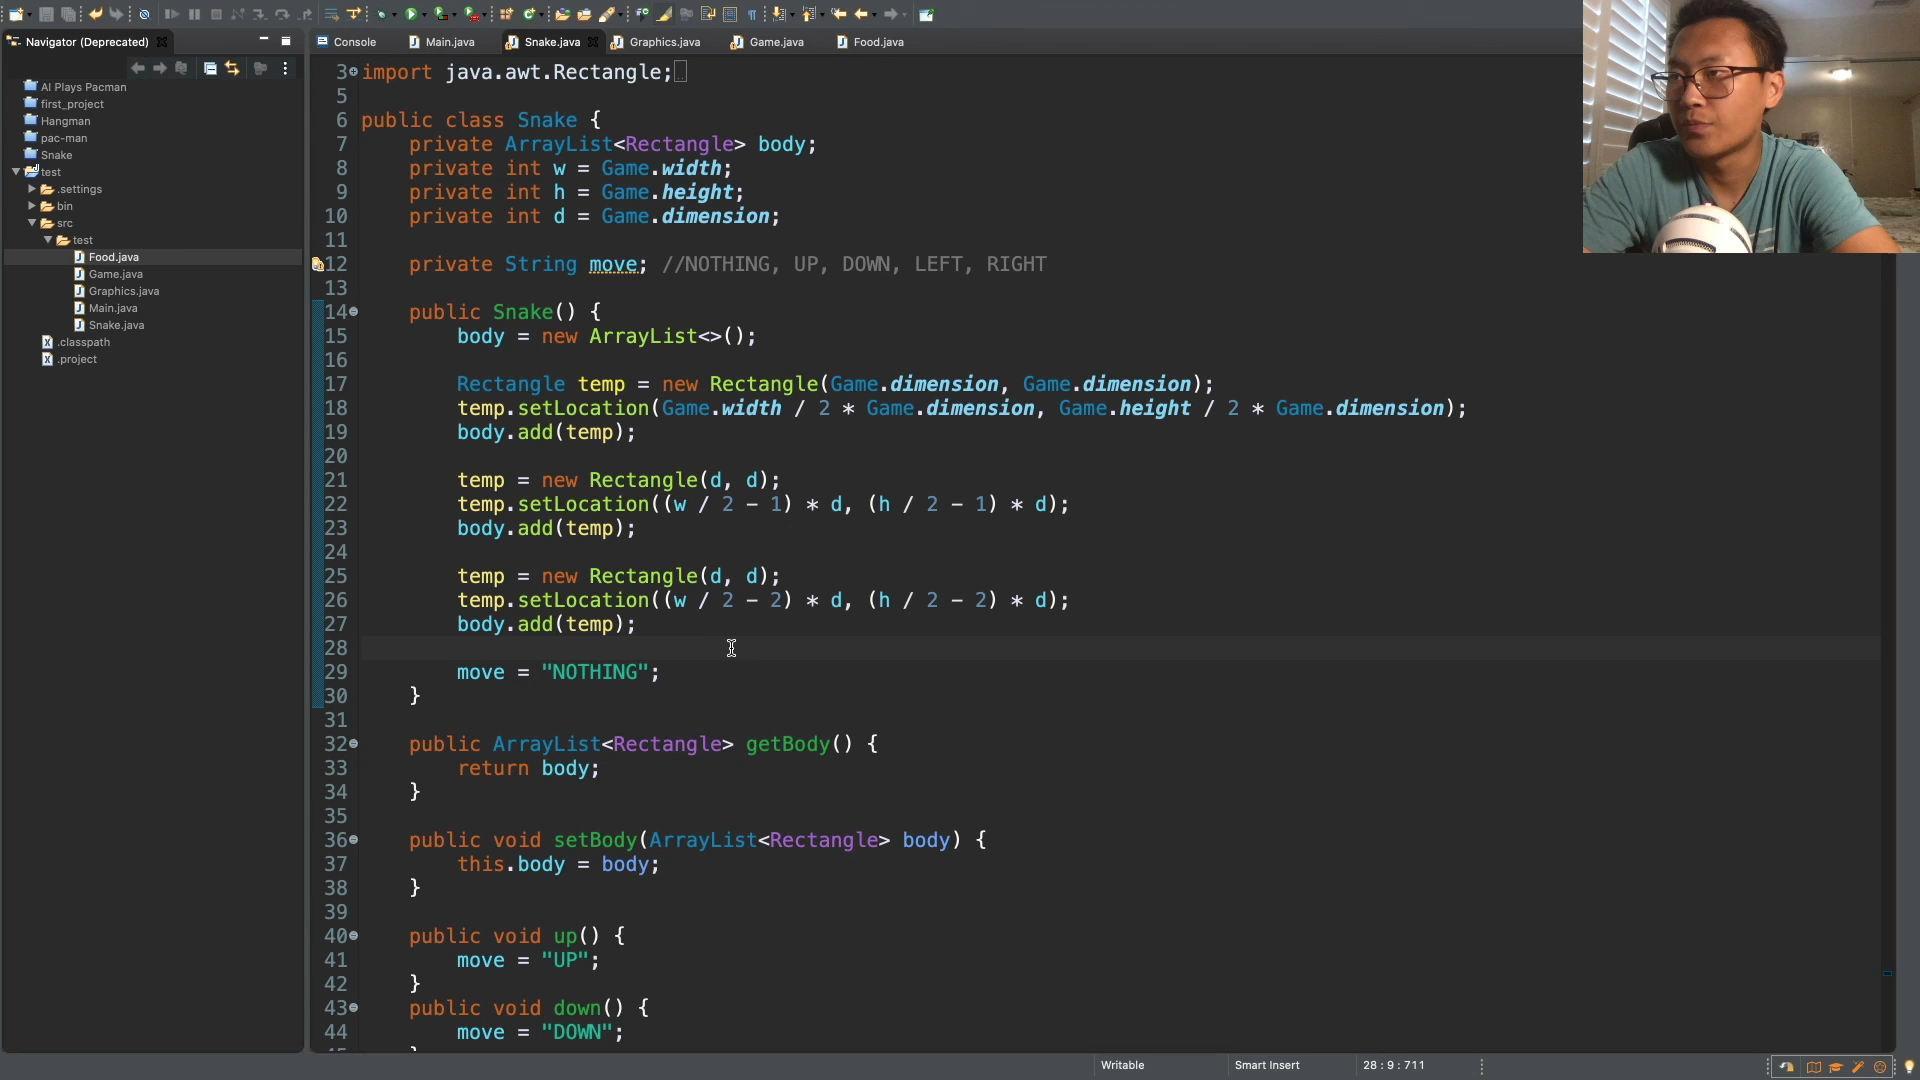 Navigator (Deprecated)
AI Plays Pacman
first_project
Hangman
pac-man
Snake
test
.settings
bin
src
test
Food.java
Game.java
Graphics.java
Main.java
Snake.java
.classpath
.project
Console
Main.java
Snake.java
Graphics.java
Game.java
Food.java
3 import java.awt.Rectangle;
5
6 public class Snake {
7 private ArrayList<Rectangle> body;
8 private int w = Game.width;
9 private int h = Game.height;
10 private int d = Game.dimension;
11
12 private String move; //NOTHING, UP, DOWN, LEFT, RIGHT
13
14 public Snake() {
15 body = new ArrayList<>();
16
17 Rectangle temp = new Rectangle(Game.dimension, Game.dimension);
18 temp.setLocation(Game.width / 2 * Game.dimension, Game.height / 2 * Game.dimension);
19 body.add(temp);
20
21 temp = new Rectangle(d, d);
22 temp.setLocation((w / 2 - 1) * d, (h / 2 - 1) * d);
23 body.add(temp);
24
25 temp = new Rectangle(d, d);
26 temp.setLocation((w / 2 - 2) * d, (h / 2 - 2) * d);
27 body.add(temp);
28
29 move = "NOTHING";
30 }
31
32 public ArrayList<Rectangle> getBody() {
33 return body;
34 }
35
36 public void setBody(ArrayList<Rectangle> body) {
37 this.body = body;
38 }
39
40 public void up() {
41 move = "UP";
42 }
43 public void down() {
44 move = "DOWN";
Writable
Smart Insert
28 : 9 : 711